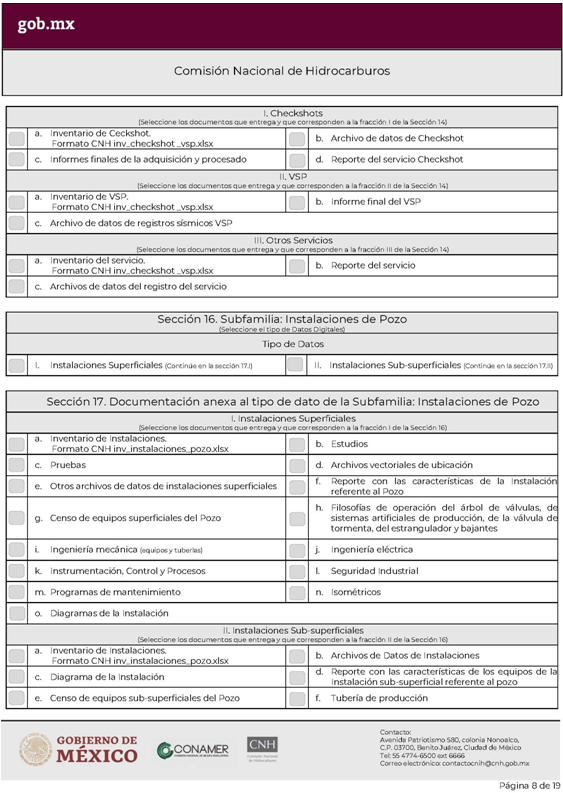 gob.mx
Comisión Nacional de Hidrocarburos
I. Checkshots
(Seleccione los documentos que entrega y que corresponden a la fracción I de la Sección 14)
a. Inventario de Ceckshot.
Formato CNH inv_checkshot _vsp.xlsx
b. Archivo de datos de Checkshot
c. Informes finales de la adquisición y procesado
d. Reporte del servicio Checkshot
II. VSP
(Seleccione los documentos que entrega y que corresponden a la fracción II de la Sección 14)
a. Inventario de VSP.
Formato CNH inv_checkshot _vsp.xlsx
b. Informe final del VSP
c. Archivo de datos de registros sísmicos VSP
III. Otros Servicios
(Seleccione los documentos que entrega y que corresponden a la fracción III de la Sección 14)
a. Inventario del servicio.
Formato CNH inv_checkshot _vsp.xlsx
b. Reporte del servicio
c. Archivos de datos del registro del servicio
Sección 16. Subfamilia: Instalaciones de Pozo
(Seleccione el tipo de Datos Digitales)
Tipo de Datos
I. Instalaciones Superficiales (Continúe en la sección 17.I)
II. Instalaciones Sub-superficiales (Continúe en la sección 17.II)
Sección 17. Documentación anexa al tipo de dato de la Subfamilia: Instalaciones de Pozo
I. Instalaciones Superficiales
(Seleccione los documentos que entrega y que corresponden a la fracción I de la Sección 16)
a. Inventario de Instalaciones.
Formato CNH inv_instalaciones_pozo.xlsx
b. Estudios
c. Pruebas
d. Archivos vectoriales de ubicación
e. Otros archivos de datos de instalaciones superficiales
f. Reporte con las características de la Instalación
referente al Pozo
g. Censo de equipos superficiales del Pozo
h. Filosofías de operación del árbol de válvulas, de
sistemas artificiales de producción, de la válvula de
tormenta, del estrangulador y bajantes
i. Ingeniería mecánica (equipos y tuberías)
j. Ingeniería eléctrica
k. Instrumentación, Control y Procesos
l. Seguridad Industrial
m. Programas de mantenimiento
n. Isométricos
o. Diagramas de la Instalación
II. Instalaciones Sub-superficiales
(Seleccione los documentos que entrega y que corresponden a la fracción II de la Sección 16)
a. Inventario de Instalaciones.
Formato CNH inv_instalaciones_pozo.xlsx
b. Archivos de Datos de Instalaciones
c. Diagrama de la Instalación
d. Reporte con las características de los equipos de la
Instalación sub-superficial referente al pozo
e. Censo de equipos sub-superficiales del Pozo
f. Tubería de producción
GOBIERNO DE
MÉXICO
CONAMER
CNH
Comisión Nacional
de Hidrocarburos
Contacto:
Avenida Patriotismo 580, colonia Nonoalco,
C.P. 03700, Benito Juárez, Ciudad de México
Tel: 55 4774-6500 ext 6666
Correo electrónico: contactocnih@cnh.gob.mx
Página 8 de 19